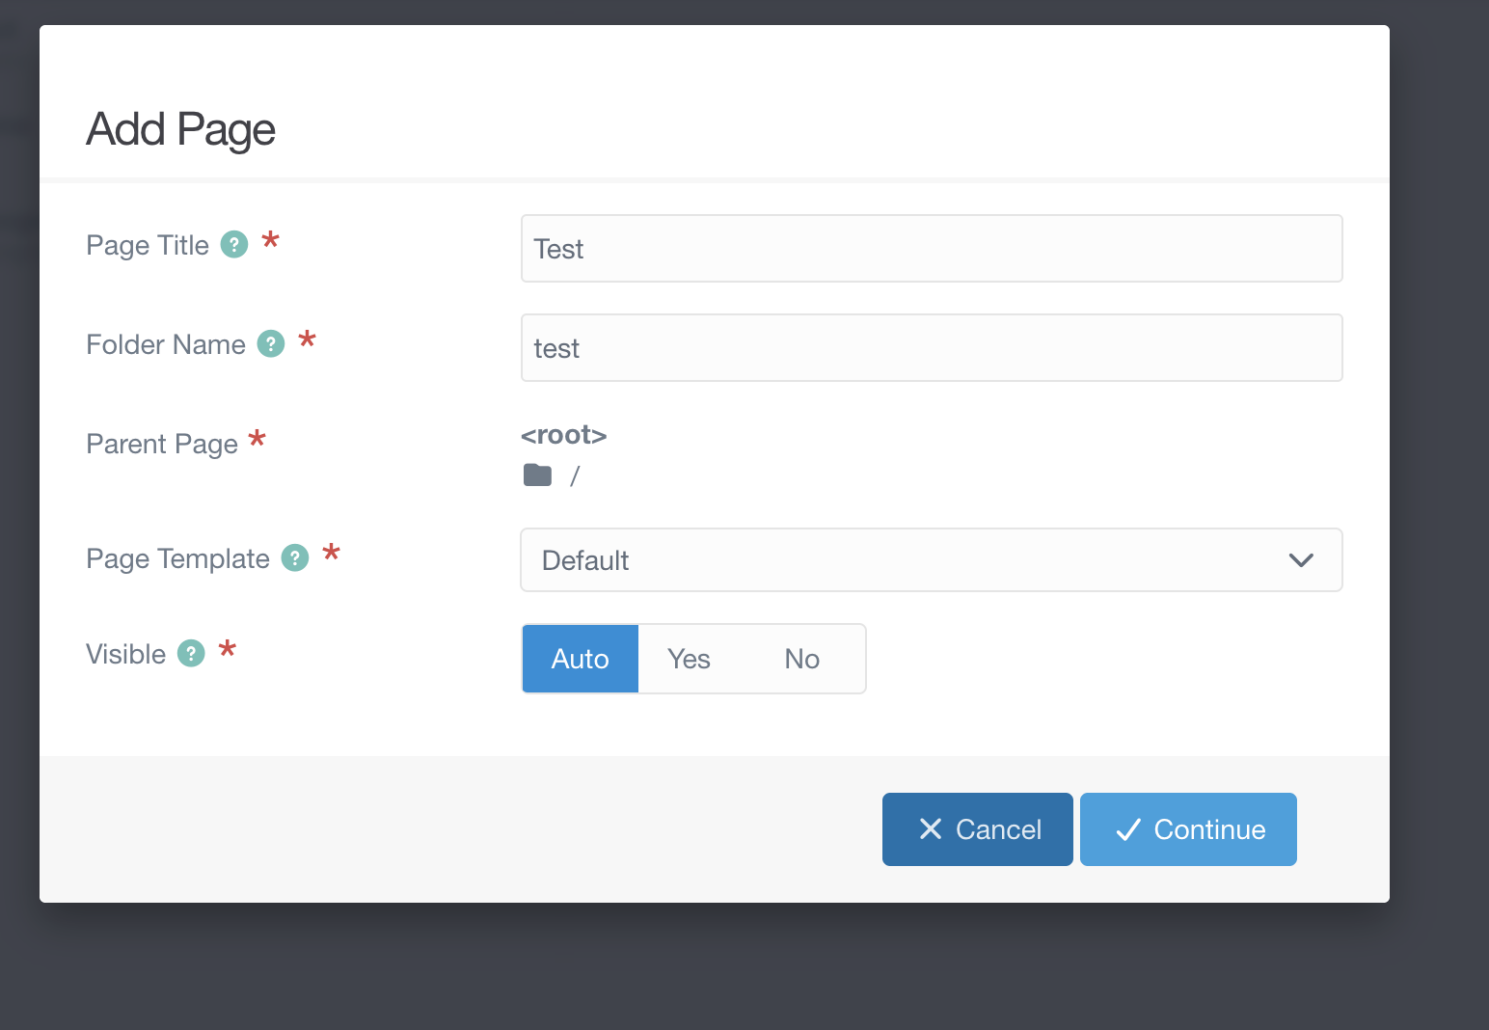 Add Page
Page Title ? *
Test
Folder Name ? *
test
Parent Page *
<root>
/
Page Template ? *
Default
Visible ? *
Auto Yes No
Cancel Continue